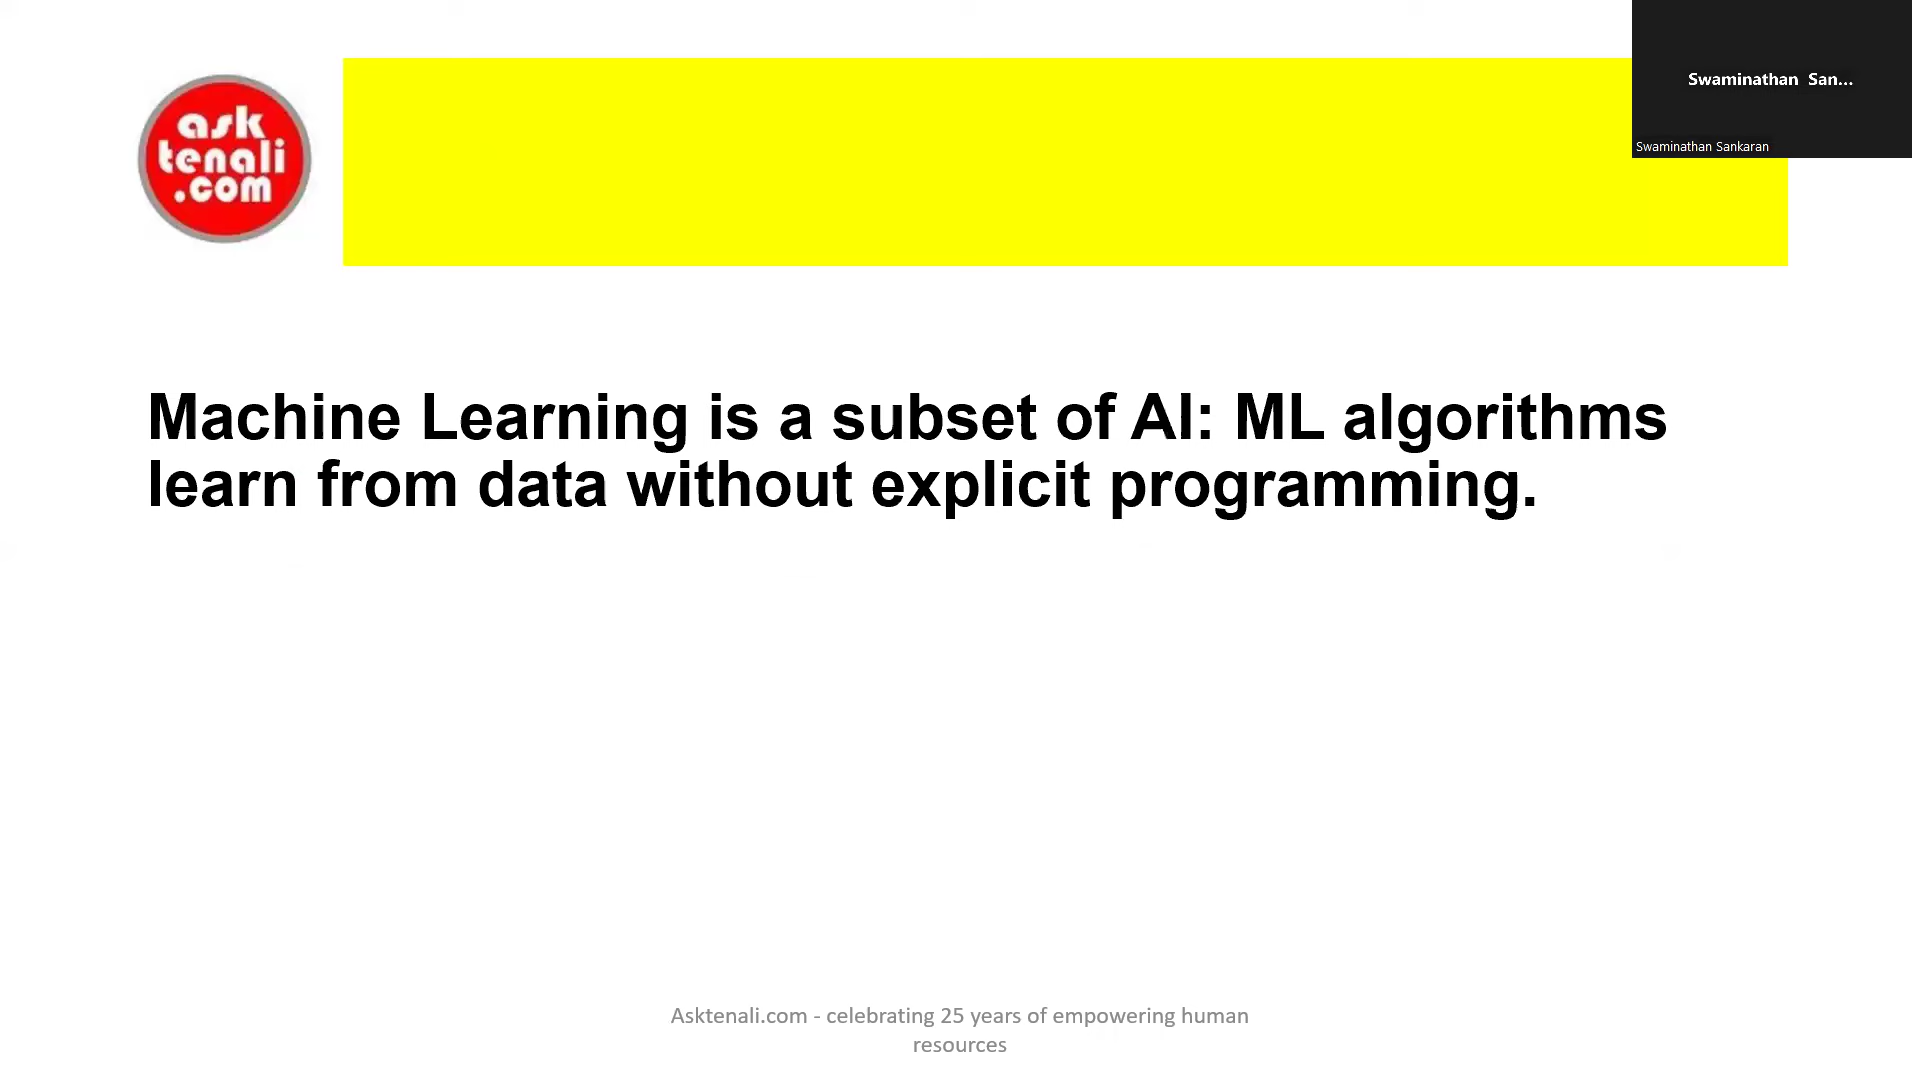 ask
tenali
.com
Swaminathan San...
Swaminathan Sankaran
Machine Learning is a subset of AI: ML algorithms
learn from data without explicit programming.
Asktenali.com - celebrating 25 years of empowering human
resources